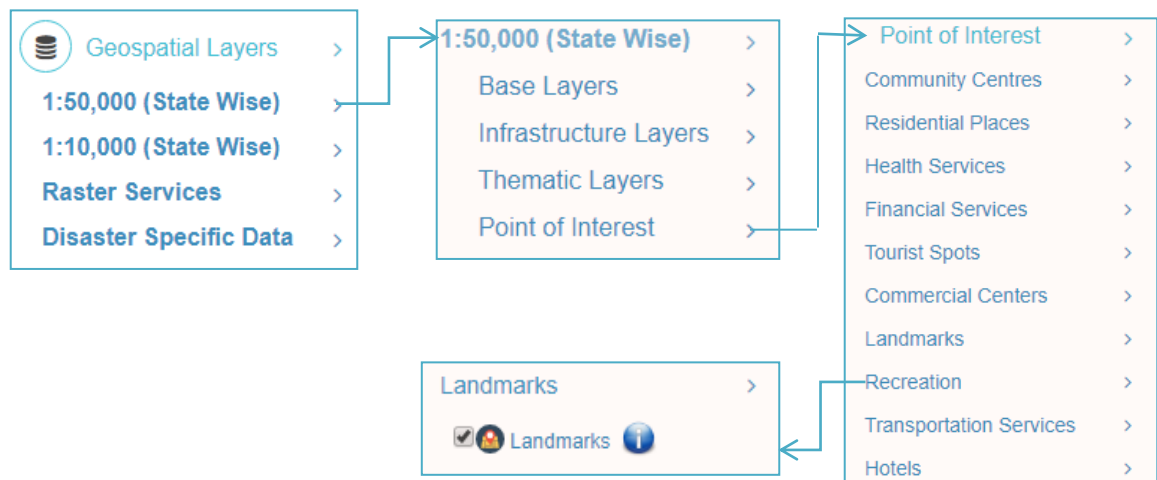 Geospatial Layers
1:50,000 (State Wise)
1:10,000 (State Wise)
Raster Services
Disaster Specific Data
1:50,000 (State Wise)
Base Layers
Infrastructure Layers
Thematic Layers
Point of Interest
Point of Interest
Community Centres
Residential Places
Health Services
Financial Services
Tourist Spots
Commercial Centers
Landmarks
Recreation
Transportation Services
Hotels
Landmarks
Landmarks